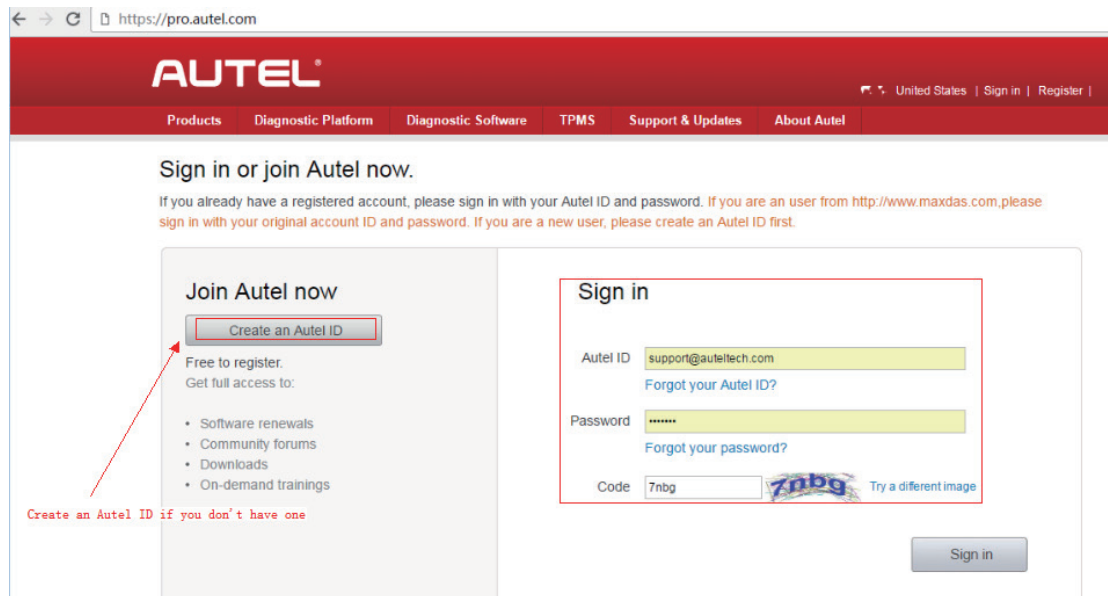 https://pro.autel.com
AUTEL
United States | Sign in | Register |
Products Diagnostic Platform Diagnostic Software TPMS Support & Updates About Autel
Sign in or join Autel now.
If you already have a registered account, please sign in with your Autel ID and password. If you are an user from http://www.maxdas.com,please
sign in with your original account ID and password. If you are a new user, please create an Autel ID first.
Join Autel now
Create an Autel ID
Free to register.
Get full access to:
• Software renewals
• Community forums
• Downloads
• On-demand trainings
Create an Autel ID if you don't have one
Sign in
Autel ID support@auteltech.com
Forgot your Autel ID?
Password •••••••
Forgot your password?
Code 7nbg 7nbg Try a different image
Sign in